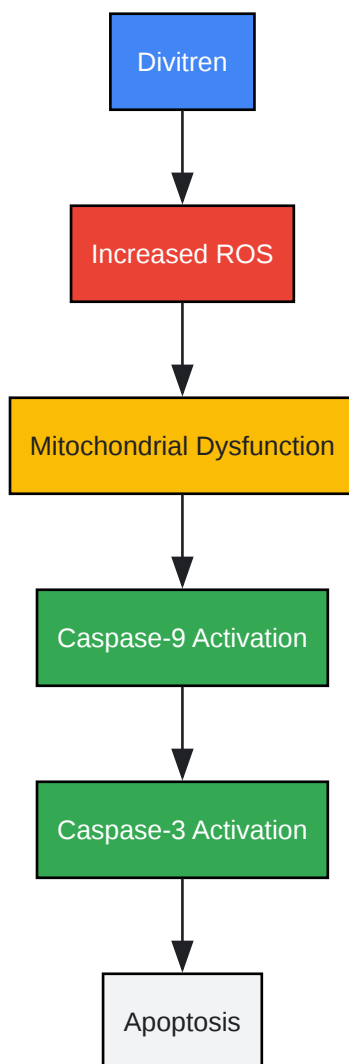 Divitren
Increased ROS
Mitochondrial Dysfunction
Caspase-9 Activation
Caspase-3 Activation
Apoptosis